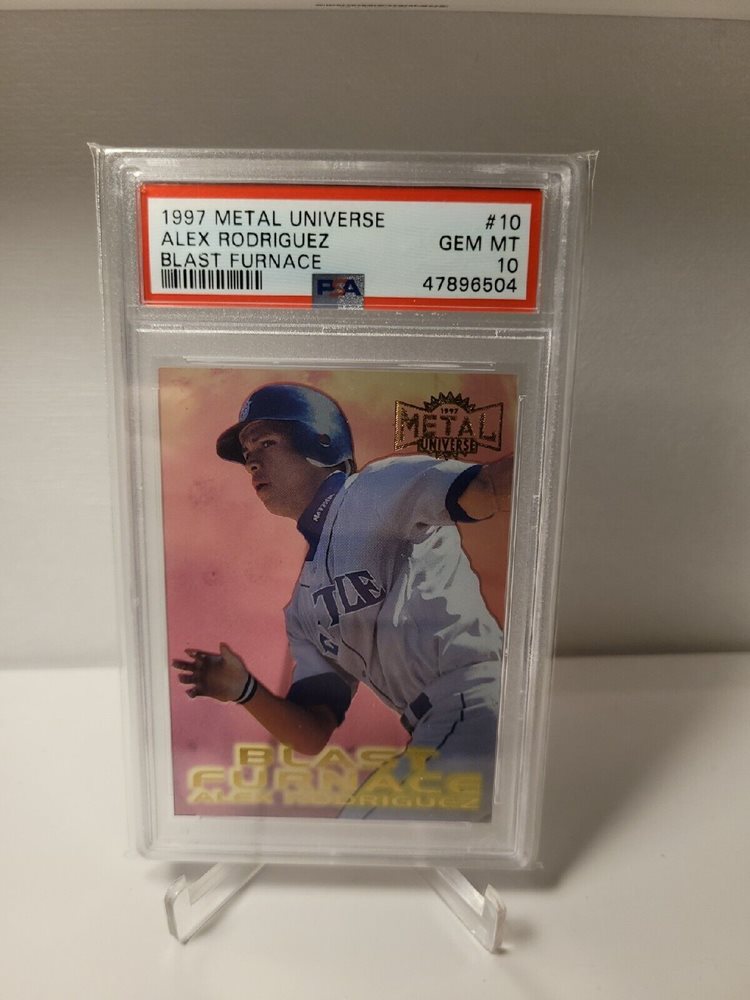 1997 METAL UNIVERSE #10
ALEX RODRIGUEZ GEM MT
BLAST FURNACE 10
PSA 47896504
1997
METAL
UNIVERSE
TLE
BLAST
FURNACE
ALEX RODRIGUEZ